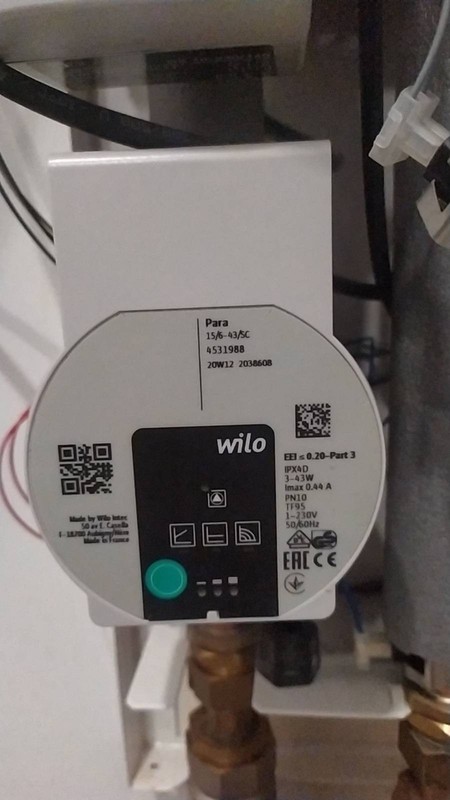 Para
15/6-43/SC
4531988
20W12 2038608
wilo
EEI ≤ 0.20-Part 3
IPX4D
3-43W
Imax 0.44 A
PN10
TF95
1~230V
50/60Hz
EAC CE
Made by Wilo Intec
50 av E. Casella
F-18700 Aubigny/Nère
Made in France